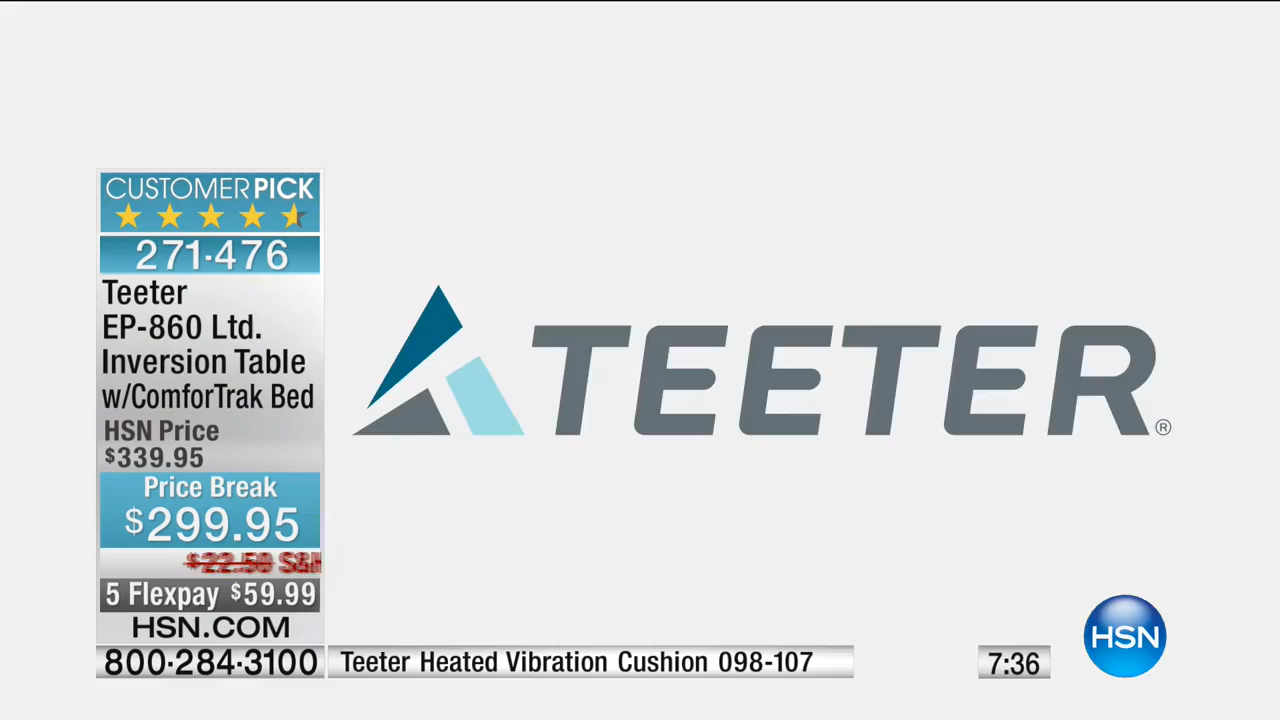 CUSTOMER PICK
271·476
Teeter
EP-860 Ltd.
Inversion Table
w/ComforTrak Bed
HSN Price
$339.95
Price Break
$299.95
$22.50 S&H
5 Flexpay $59.99
HSN.COM
800·284·3100
TEETER®
Teeter Heated Vibration Cushion 098-107
7:36
HSN